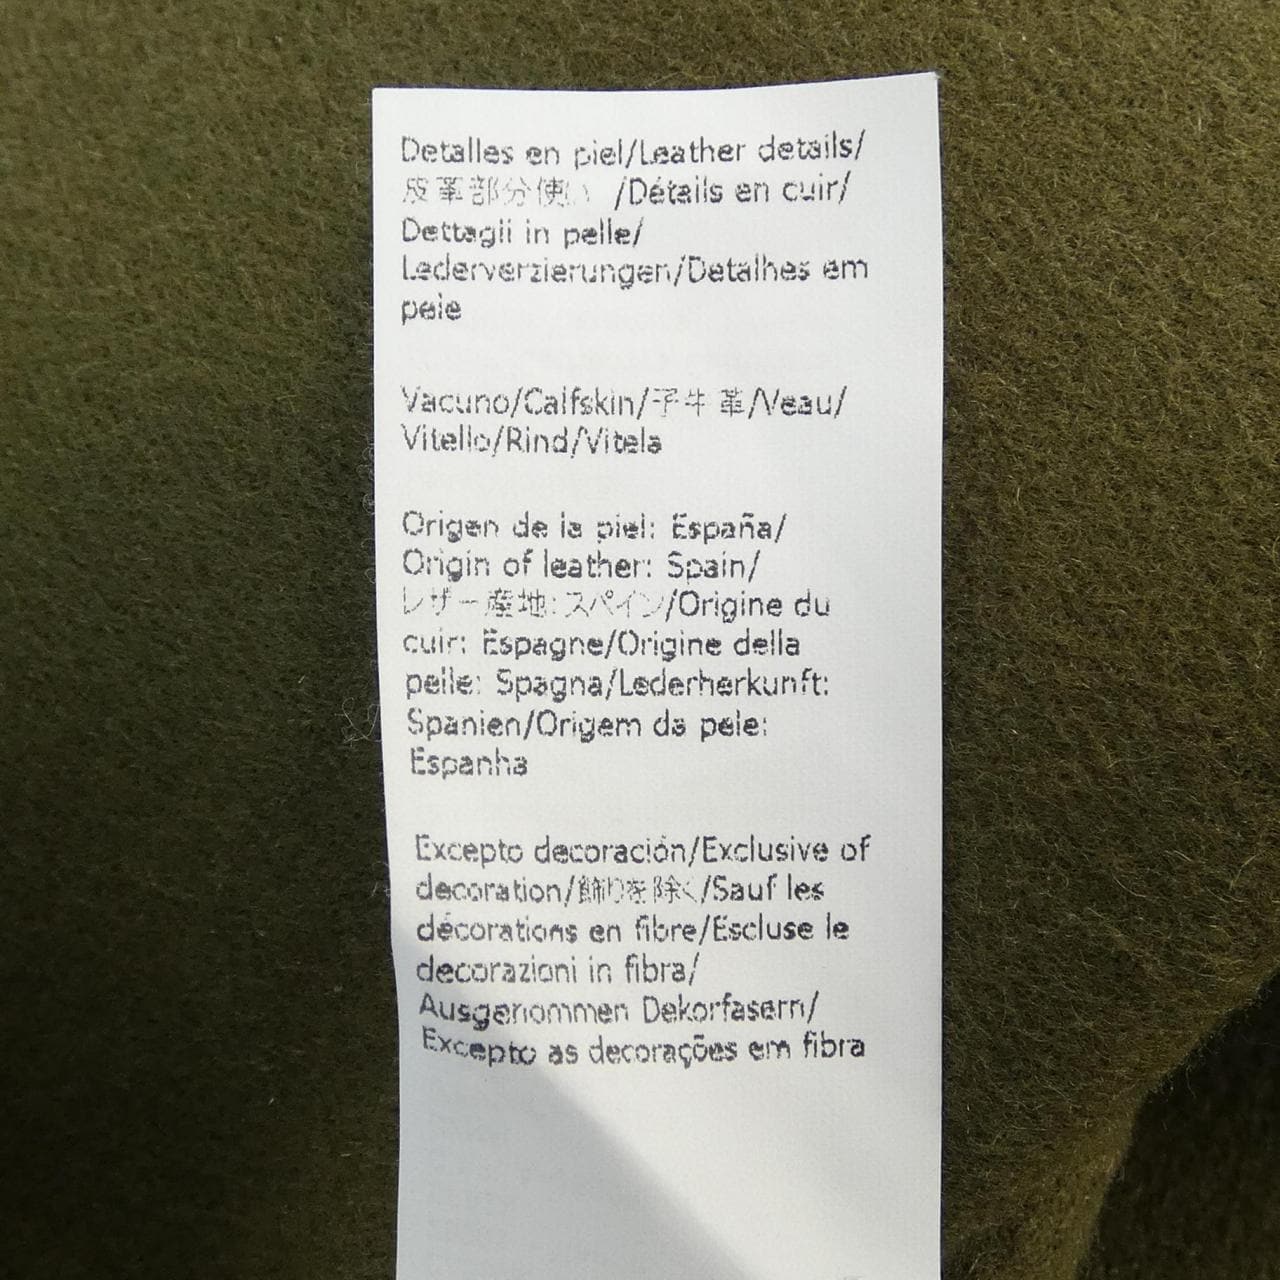 Detalles en piel/Leather details/
皮革部分使い /Détails en cuir/
Dettagli in pelle/
Lederverzierungen/Detalhes em
pele
Vacuno/Calfskin/子牛革/Veau/
Vitello/Rind/Vitela
Origen de la piel: España/
Origin of leather: Spain/
レザー産地:スペイン/Origine du
cuir: Espagne/Origine della
pelle: Spagna/Lederherkunft:
Spanien/Origem da pele:
Espanha
Excepto decoración/Exclusive of
decoration/飾りを除く/Sauf les
décorations en fibre/Escluse le
decorazioni in fibra/
Ausgenommen Dekorfasern/
Excepto as decorações em fibra